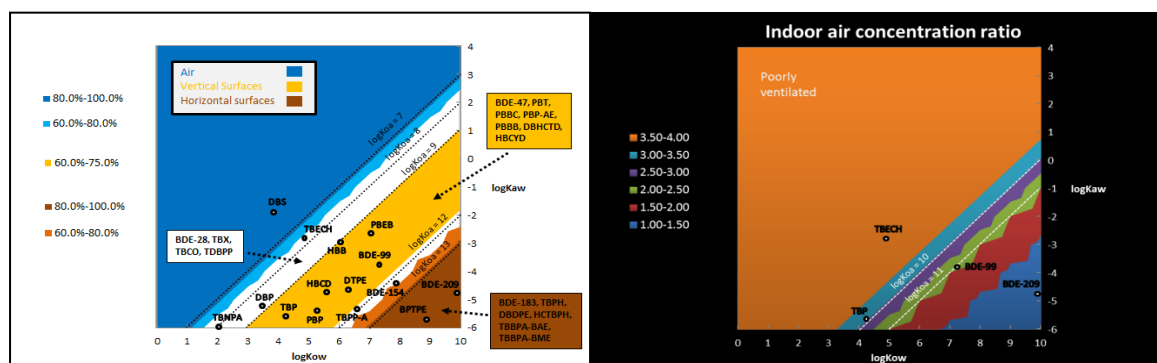 Air
Vertical Surfaces
Horizontal surfaces
80.0%-100.0%
60.0%-80.0%
60.0%-75.0%
80.0%-100.0%
60.0%-80.0%
BDE-47, PBT,
PBBC, PBP-AE,
PBBB, DBHCTD,
HBCYD
BDE-28, TBX,
TBCO, TDBPP
BDE-183, TBPH,
DBDPE, HCTBPH,
TBBPA-BAE,
TBBPA-BME
logKoa = 7
logKoa = 8
logKoa = 9
logKoa = 12
logKoa = 13
DBS
TBECH
HBB
PBEB
BDE-99
HBCD
DTPE
BDE-154
BDE-209
DBP
TBP
PBP
TBPP-A
BPTPE
TBNPA
4
3
2
1
0
-1
-2
-3
-4
-5
-6
logKaw
0 1 2 3 4 5 6 7 8 9 10
logKow
Indoor air concentration ratio
Poorly
ventilated
3.50-4.00
3.00-3.50
2.50-3.00
2.00-2.50
1.50-2.00
1.00-1.50
TBECH
BDE-99
BDE-209
TBP
logKoa = 10
logKoa = 11
4
3
2
1
0
-1
-2
-3
-4
-5
-6
logKaw
0 1 2 3 4 5 6 7 8 9 10
logKow